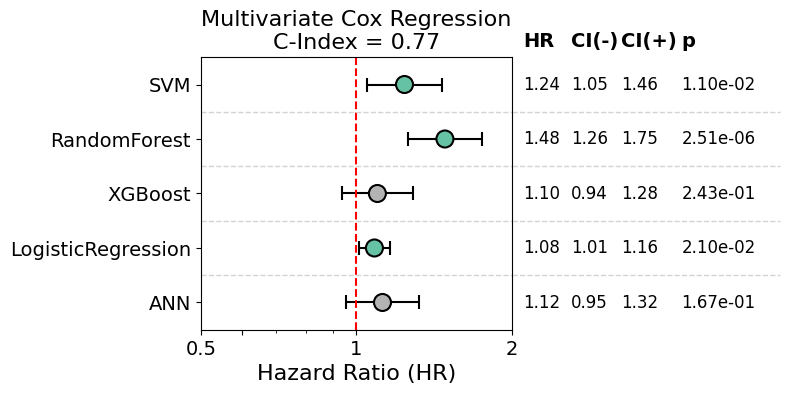 Multivariate Cox Regression
C-Index = 0.77
HR CI(-) CI(+) p
SVM 1.24 1.05 1.46 1.10e-02
RandomForest 1.48 1.26 1.75 2.51e-06
XGBoost 1.10 0.94 1.28 2.43e-01
LogisticRegression 1.08 1.01 1.16 2.10e-02
ANN 1.12 0.95 1.32 1.67e-01
0.5 1 2
Hazard Ratio (HR)